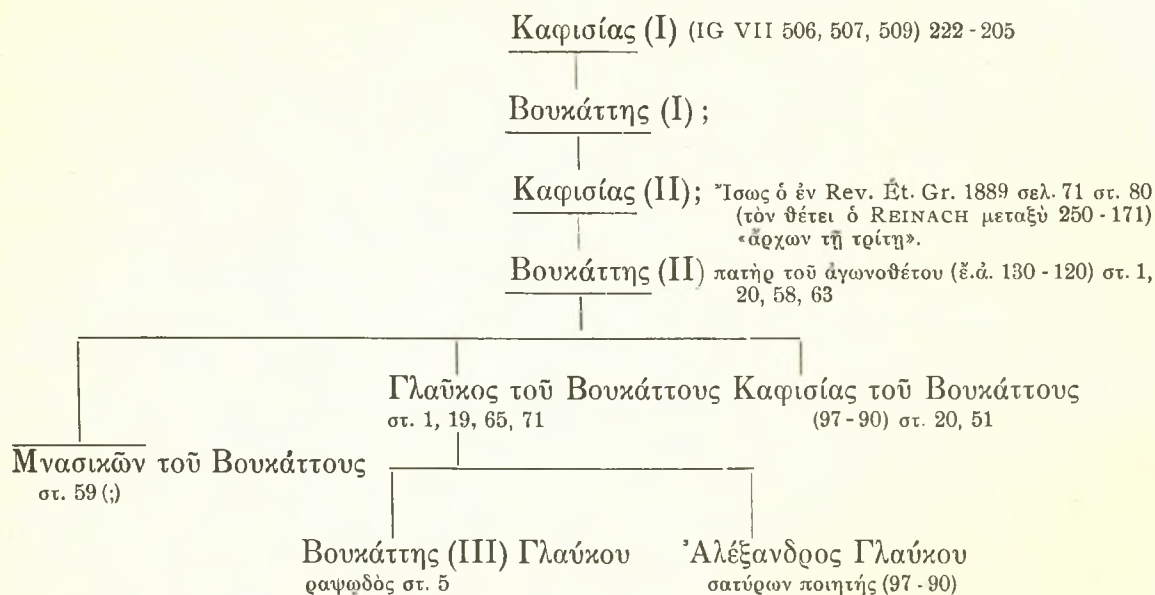 Καφισίας (I) (IG VII 506, 507, 509) 222 - 205
Βουκάττης (I) ;
Καφισίας (II); Ἴσως ὁ ἐν Rev. Ét. Gr. 1889 σελ. 71 στ. 80
(τὸν θέτει ὁ REINACH μεταξὺ 250 - 171)
«ἄρχων τῇ τρίτῃ».
Βουκάττης (II) πατὴρ τοῦ ἀγωνοθέτου (ἔ.ἀ. 130 - 120) στ. 1,
20, 58, 63
Γλαῦκος τοῦ Βουκάττους Καφισίας τοῦ Βουκάττους
στ. 1, 19, 65, 71 (97 - 90) στ. 20, 51
Μνασικῶν τοῦ Βουκάττους
στ. 59 (;)
Βουκάττης (III) Γλαύκου Ἀλέξανδρος Γλαύκου
ραψωδὸς στ. 5 σατύρων ποιητής (97 - 90)